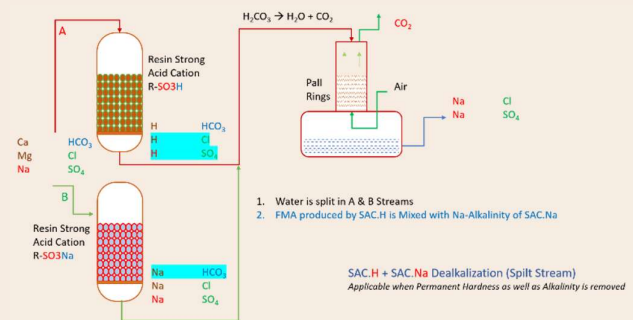 H₂CO₃ → H₂O + CO₂
CO₂
A
Resin Strong
Acid Cation
R-SO3H
Pall
Rings
Air
Na Cl
Na SO₄
H HCO₃
H Cl
H SO₄
Ca HCO₃
Mg Cl
Na SO₄
B
1. Water is split in A & B Streams
2. FMA produced by SAC.H is Mixed with Na-Alkalinity of SAC.Na
Resin Strong
Acid Cation
R-SO3Na
Na HCO₃
Na Cl
Na SO₄
SAC.H + SAC.Na Dealkalization (Spilt Stream)
Applicable when Permanent Hardness as well as Alkalinity is removed